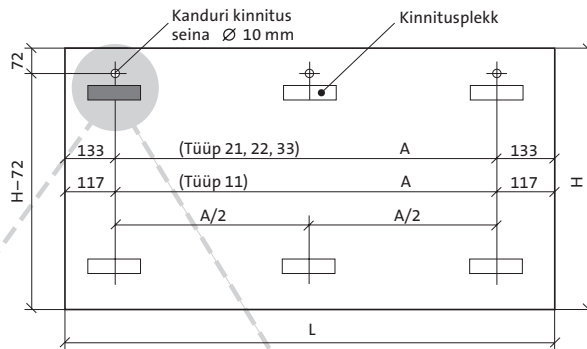 Kanduri kinnitus
seina Ø 10 mm
Kinnitusplekk
72
133
(Tüüp 21, 22, 33)
A
133
117
(Tüüp 11)
A
117
H–72
H
A/2
A/2
L